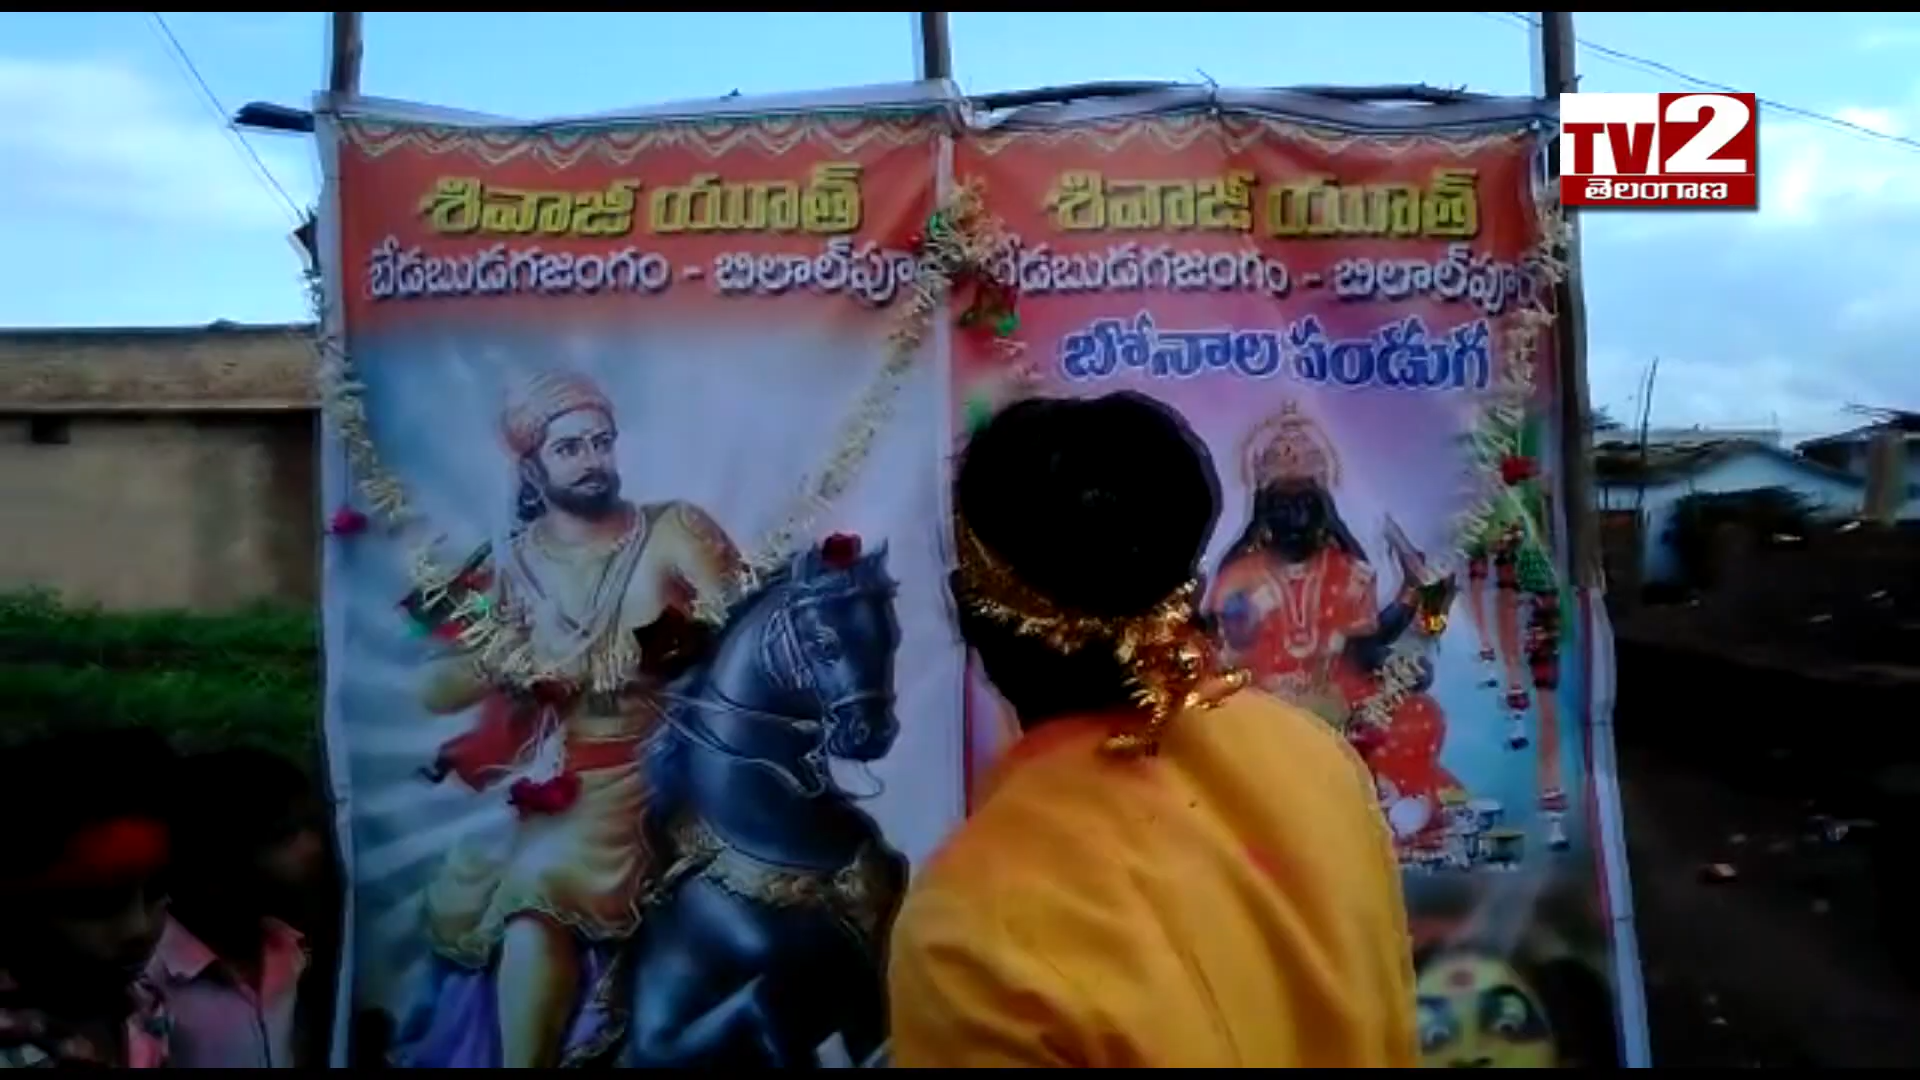 శివాజీ యూత్
బేడబుడగజంగం - బిలాల్‌పూర్
శివాజీ యూత్
బేడబుడగజంగం - బిలాల్‌పూర్
బోనాల పండుగ
TV2
తెలంగాణ